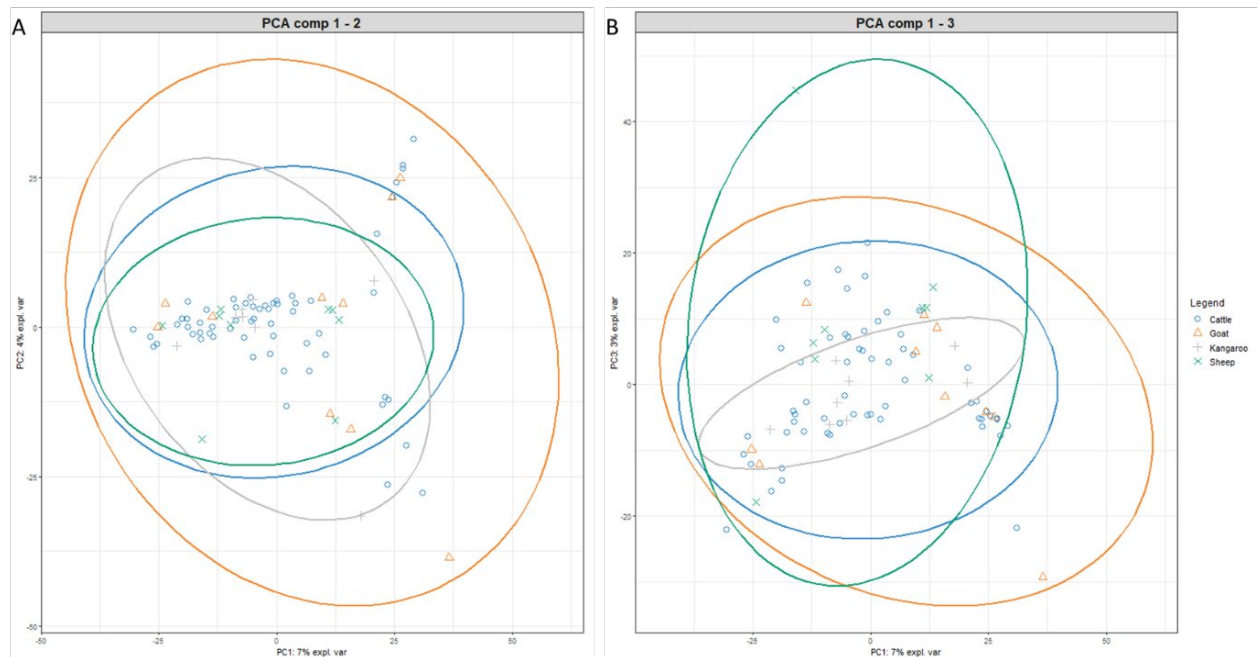 A
PCA comp 1 - 2
25
0
-25
-50
PC2: 4% expl. var
-50
-25
0
25
50
PC1: 7% expl. var
B
PCA comp 1 - 3
40
20
0
-20
PC3: 3% expl. var
-25
0
25
50
PC1: 7% expl. var
Legend
Cattle
Goat
Kangaroo
Sheep